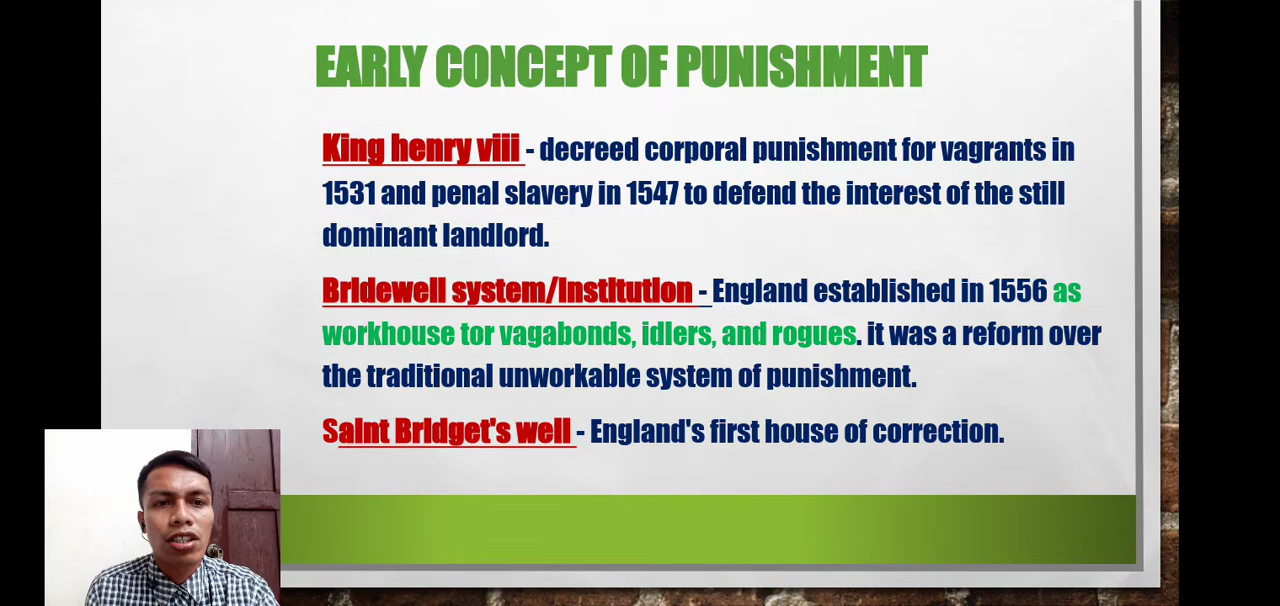 EARLY CONCEPT OF PUNISHMENT
King henry viii - decreed corporal punishment for vagrants in
1531 and penal slavery in 1547 to defend the interest of the still
dominant landlord.
Bridewell system/institution - England established in 1556 as
workhouse tor vagabonds, idlers, and rogues. it was a reform over
the traditional unworkable system of punishment.
Saint Bridget's well - England's first house of correction.